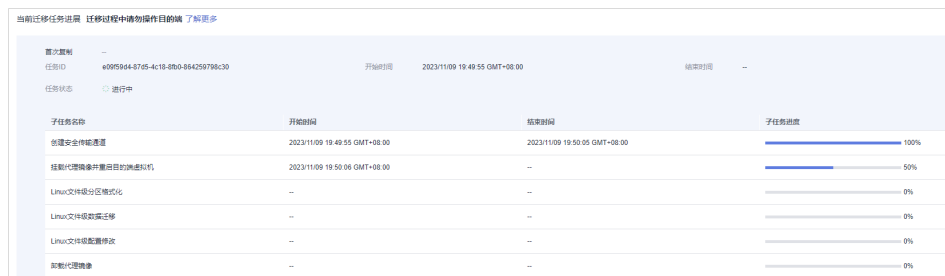 当前迁移任务进展 迁移过程中请勿操作目的端 了解更多
首次复制 --
任务ID e09f59d4-87d5-4c18-8fb0-864259798c30 开始时间 2023/11/09 19:49:55 GMT+08:00 结束时间 --
任务状态 进行中
子任务名称 开始时间 结束时间 子任务进度
创建安全传输通道 2023/11/09 19:49:55 GMT+08:00 2023/11/09 19:50:05 GMT+08:00 100%
挂载代理镜像并重启目的端虚拟机 2023/11/09 19:50:06 GMT+08:00 -- 50%
Linux文件级分区格式化 -- -- 0%
Linux文件级数据迁移 -- -- 0%
Linux文件级配置修改 -- -- 0%
卸载代理镜像 -- -- 0%